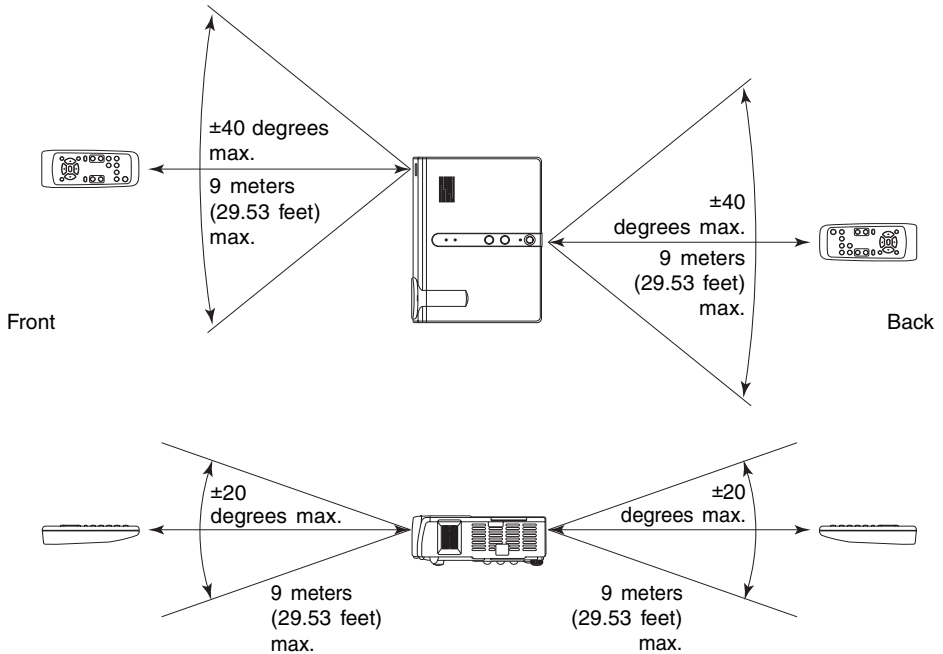 ±40 degrees
max.
9 meters
(29.53 feet)
max.
±40
degrees max.
9 meters
(29.53 feet)
max.
Front
Back
±20
degrees max.
9 meters
(29.53 feet)
max.
±20
degrees max.
9 meters
(29.53 feet)
max.